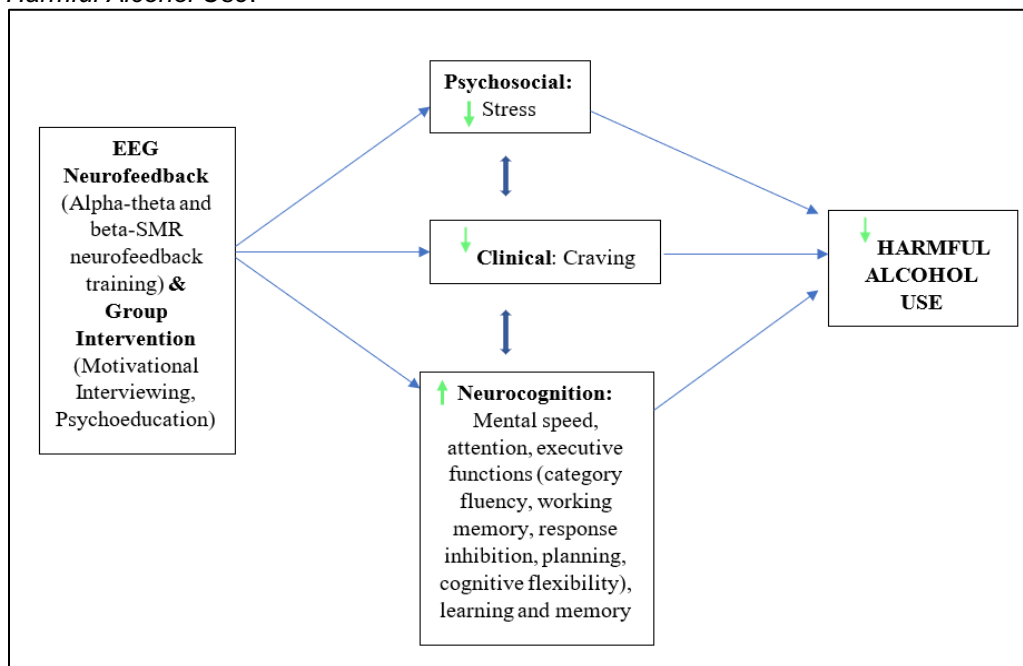 Harmful Alcohol Use.
EEG
Neurofeedback
(Alpha-theta and
beta-SMR
neurofeedback
training) &
Group
Intervention
(Motivational
Interviewing,
Psychoeducation)
Psychosocial:
Stress
Clinical: Craving
Neurocognition:
Mental speed,
attention, executive
functions (category
fluency, working
memory, response
inhibition, planning,
cognitive flexibility),
learning and memory
HARMFUL
ALCOHOL
USE